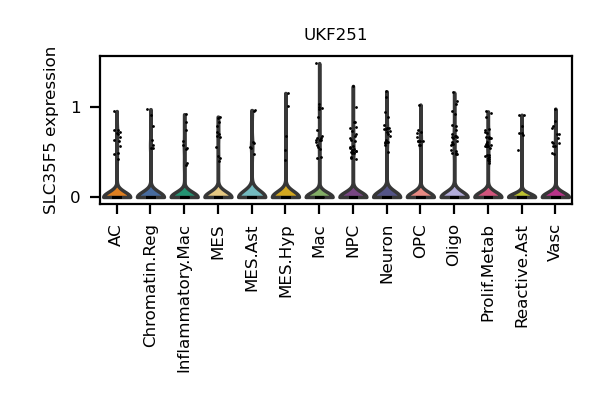 UKF251
SLC35F5 expression
1
0
AC
Chromatin.Reg
Inflammatory.Mac
MES
MES.Ast
MES.Hyp
Mac
NPC
Neuron
OPC
Oligo
Prolif.Metab
Reactive.Ast
Vasc